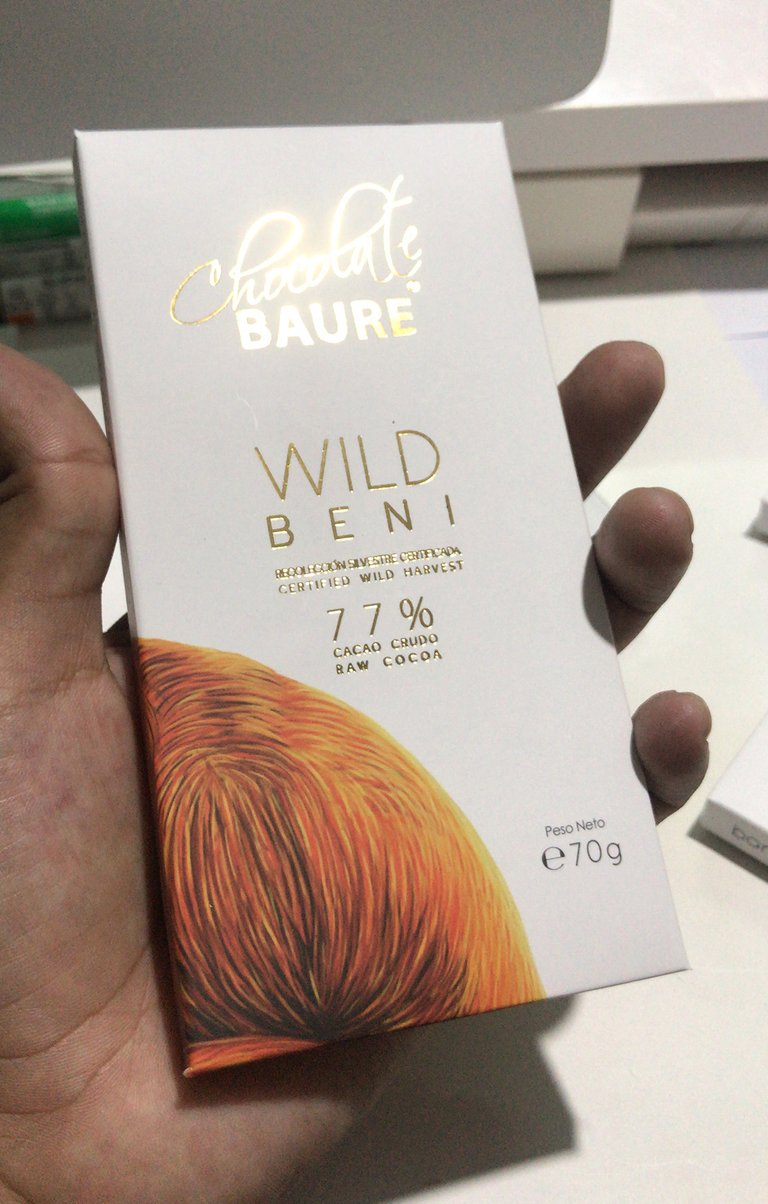 Chocolate
BAURE
WILD
BENI
RECOLECCIÓN SILVESTRE CERTIFICADA
CERTIFIED WILD HARVEST
77%
CACAO CRUDO
RAW COCOA
Peso Neto
℮70g